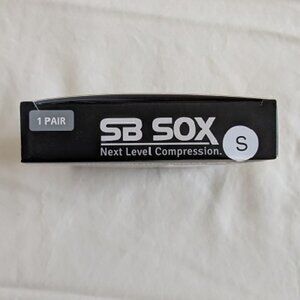 1 PAIR
SB SOX
Next Level Compression.
S